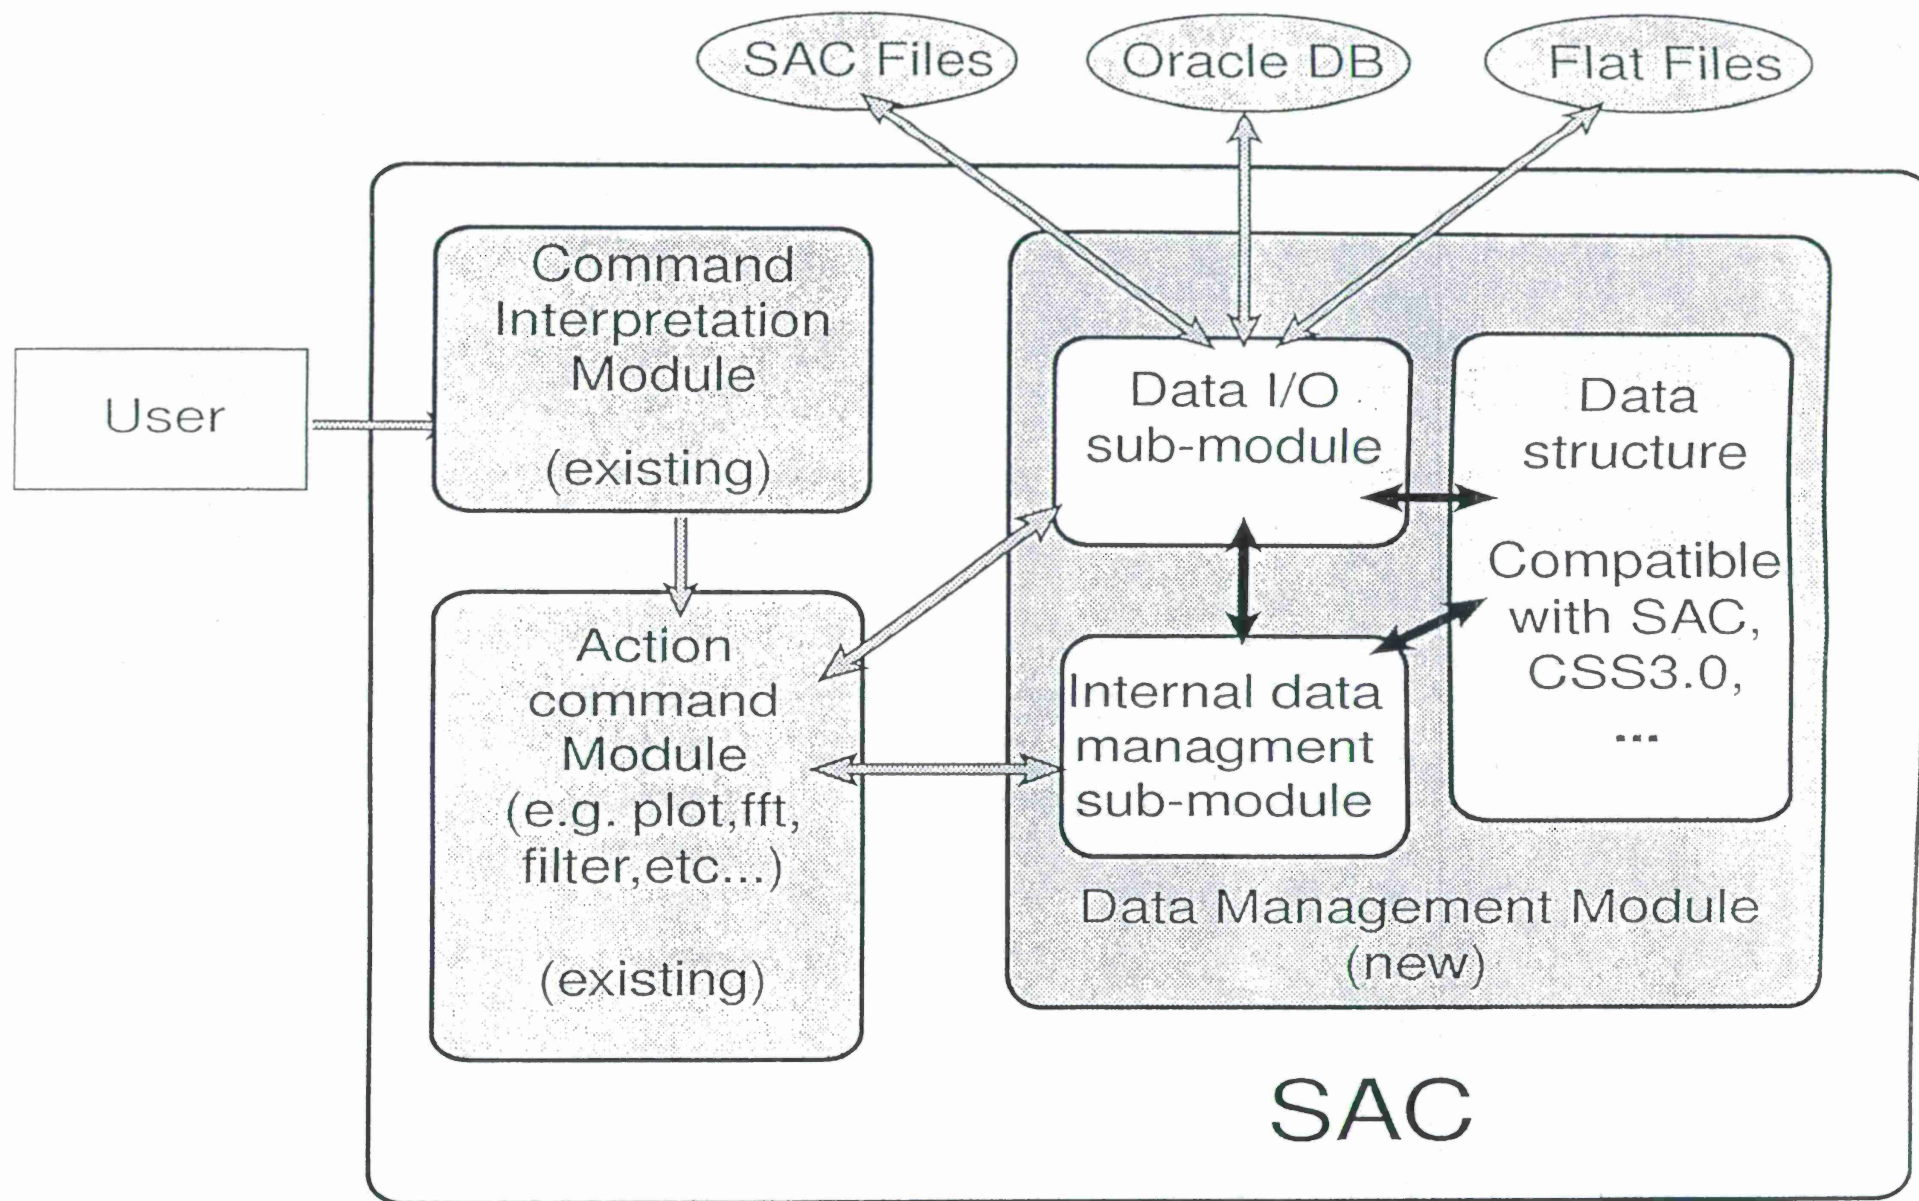 SAC Files
Oracle DB
Flat Files
User
Command
Interpretation
Module
(existing)
Action
command
Module
(e.g. plot,fft,
filter,etc...)
(existing)
Data I/O
sub-module
Internal data
managment
sub-module
Data
structure
Compatible
with SAC,
CSS3.0,
...
Data Management Module
(new)
SAC